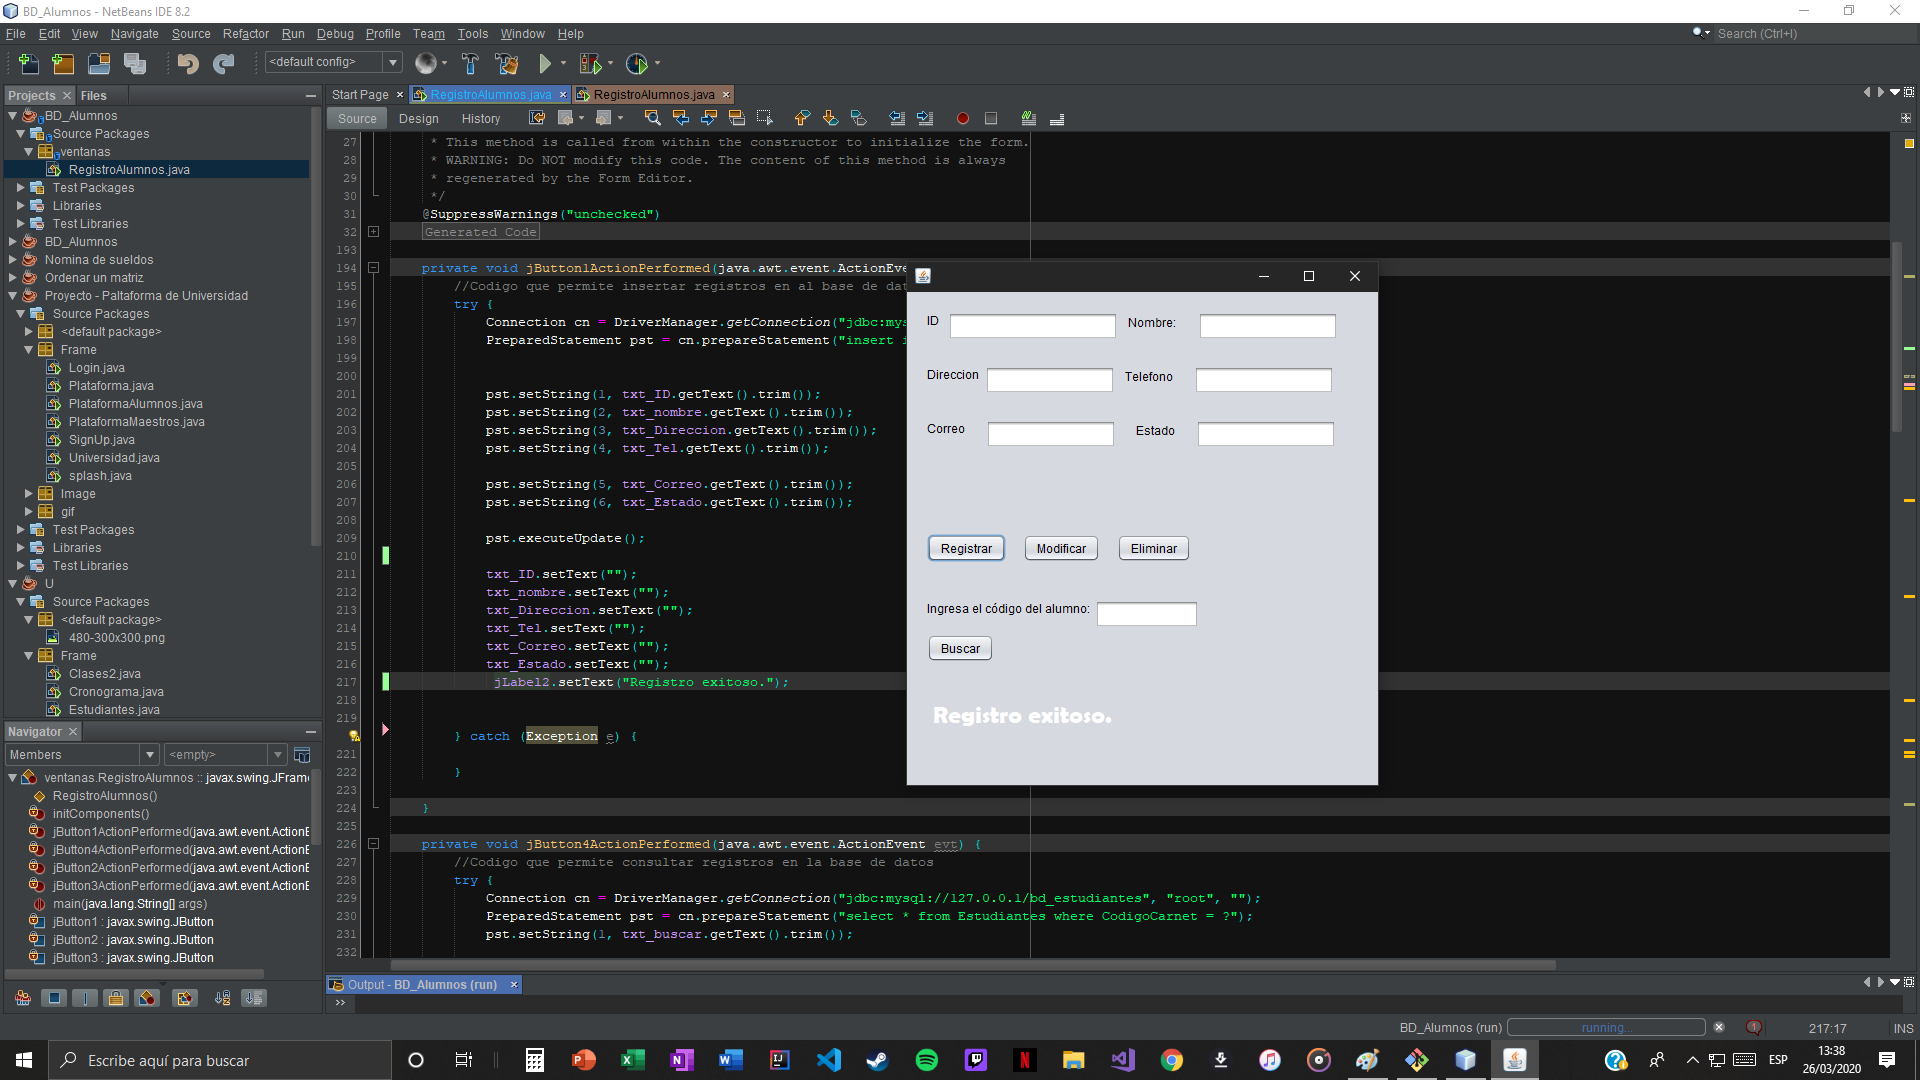 BD_Alumnos - NetBeans IDE 8.2
File Edit View Navigate Source Refactor Run Debug Profile Team Tools Window Help
Search (Ctrl+I)
<default config>
Projects Files
Start Page RegistroAlumnos.java RegistroAlumnos.java
Source Design History
BD_Alumnos
Source Packages
ventanas
RegistroAlumnos.java
Test Packages
Libraries
Test Libraries
BD_Alumnos
Nomina de sueldos
Ordenar un matriz
Proyecto - Paltaforma de Universidad
Source Packages
<default package>
Frame
Login.java
Plataforma.java
PlataformaAlumnos.java
PlataformaMaestros.java
SignUp.java
Universidad.java
splash.java
Image
gif
Test Packages
Libraries
Test Libraries
U
Source Packages
<default package>
480-300x300.png
Frame
Clases2.java
Cronograma.java
Estudiantes.java
Navigator
Members <empty>
ventanas.RegistroAlumnos :: javax.swing.JFram
RegistroAlumnos()
initComponents()
jButton1ActionPerformed(java.awt.event.ActionE
jButton4ActionPerformed(java.awt.event.ActionE
jButton2ActionPerformed(java.awt.event.ActionE
jButton3ActionPerformed(java.awt.event.ActionE
main(java.lang.String[] args)
jButton1 : javax.swing.JButton
jButton2 : javax.swing.JButton
jButton3 : javax.swing.JButton
27 * This method is called from within the constructor to initialize the form.
28 * WARNING: Do NOT modify this code. The content of this method is always
29 * regenerated by the Form Editor.
30 */
31 @SuppressWarnings("unchecked")
32 Generated Code
193
194 private void jButton1ActionPerformed(java.awt.event.ActionEve
195 //Codigo que permite insertar registros en al base de dat
196 try {
197 Connection cn = DriverManager.getConnection("jdbc:mys
198 PreparedStatement pst = cn.prepareStatement("insert i
199
200
201 pst.setString(1, txt_ID.getText().trim());
202 pst.setString(2, txt_nombre.getText().trim());
203 pst.setString(3, txt_Direccion.getText().trim());
204 pst.setString(4, txt_Tel.getText().trim());
205
206 pst.setString(5, txt_Correo.getText().trim());
207 pst.setString(6, txt_Estado.getText().trim());
208
209 pst.executeUpdate();
210
211 txt_ID.setText("");
212 txt_nombre.setText("");
213 txt_Direccion.setText("");
214 txt_Tel.setText("");
215 txt_Correo.setText("");
216 txt_Estado.setText("");
217 jLabel2.setText("Registro exitoso.");
218
219
} catch (Exception e) {
221
222 }
223
224 }
225
226 private void jButton4ActionPerformed(java.awt.event.ActionEvent evt) {
227 //Codigo que permite consultar registros en la base de datos
228 try {
229 Connection cn = DriverManager.getConnection("jdbc:mysql://127.0.0.1/bd_estudiantes", "root", "");
230 PreparedStatement pst = cn.prepareStatement("select * from Estudiantes where CodigoCarnet = ?");
231 pst.setString(1, txt_buscar.getText().trim());
232
ID Nombre:
Direccion Telefono
Correo Estado
Registrar Modificar Eliminar
Ingresa el código del alumno:
Buscar
Registro exitoso.
Output - BD_Alumnos (run)
>>
BD_Alumnos (run) running... 217:17 INS
Escribe aquí para buscar
ESP
13:38
26/03/2020